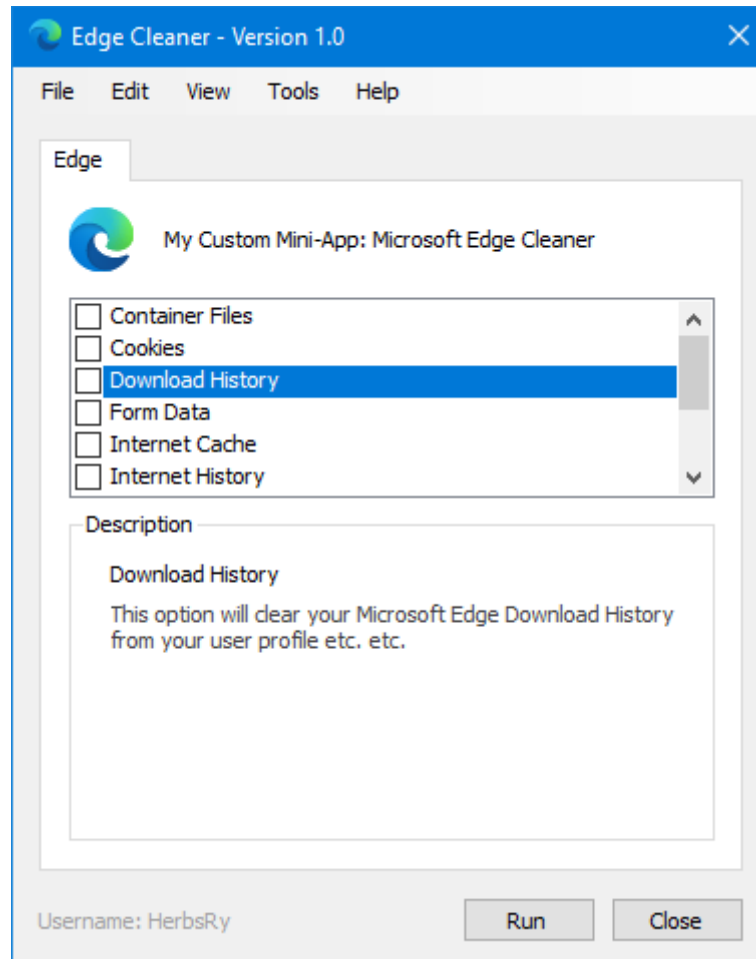 Edge Cleaner - Version 1.0
File Edit View Tools Help
Edge
My Custom Mini-App: Microsoft Edge Cleaner
Container Files
Cookies
Download History
Form Data
Internet Cache
Internet History
Description
Download History
This option will clear your Microsoft Edge Download History
from your user profile etc. etc.
Username: HerbsRy Run Close